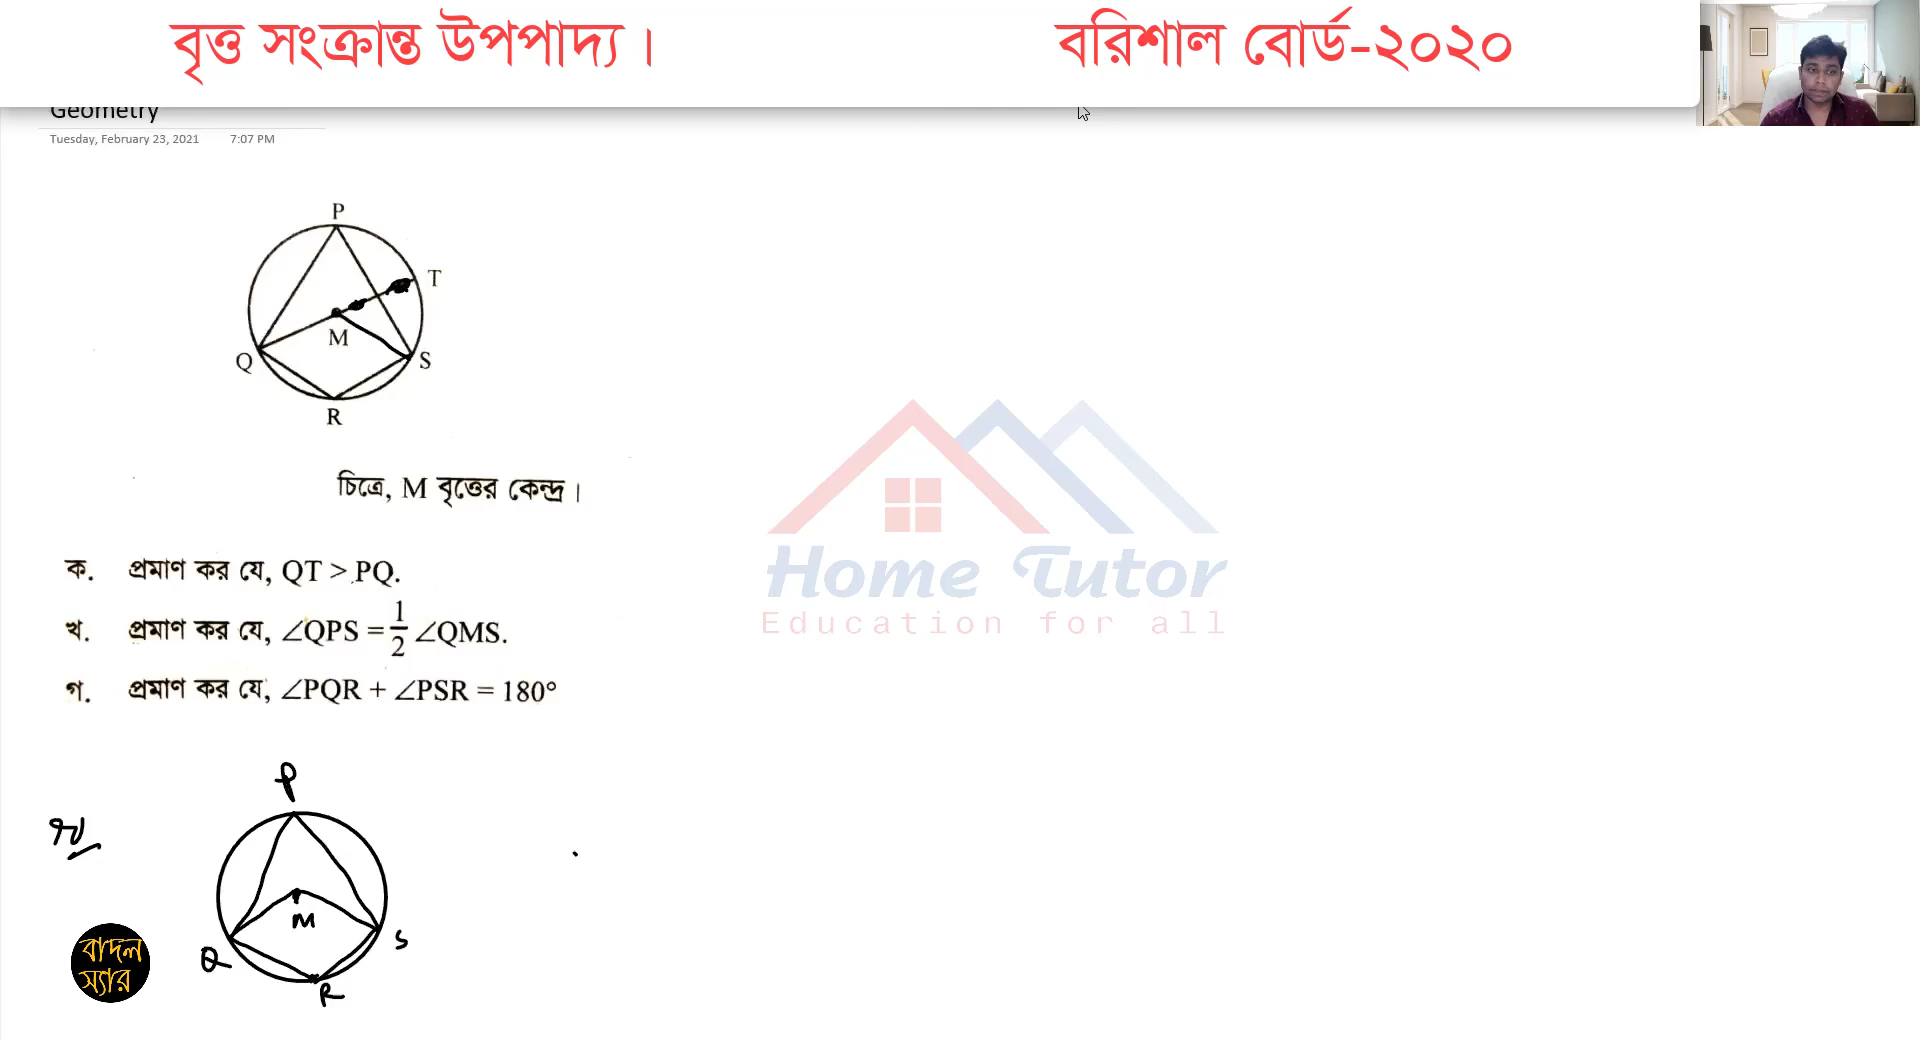 বৃত্ত সংক্রান্ত উপপাদ্য। বরিশাল বোর্ড-২০২০
Geometry
Tuesday, February 23, 2021 7:07 PM
P
T
M
Q
S
R
চিত্রে, M বৃত্তের কেন্দ্র।
ক. প্রমাণ কর যে, QT > PQ.
খ. প্রমাণ কর যে, ∠QPS = 1/2 ∠QMS.
গ. প্রমাণ কর যে, ∠PQR + ∠PSR = 180°
Home Tutor
Education for all
P
M
Q
S
R
বাদল
স্যার